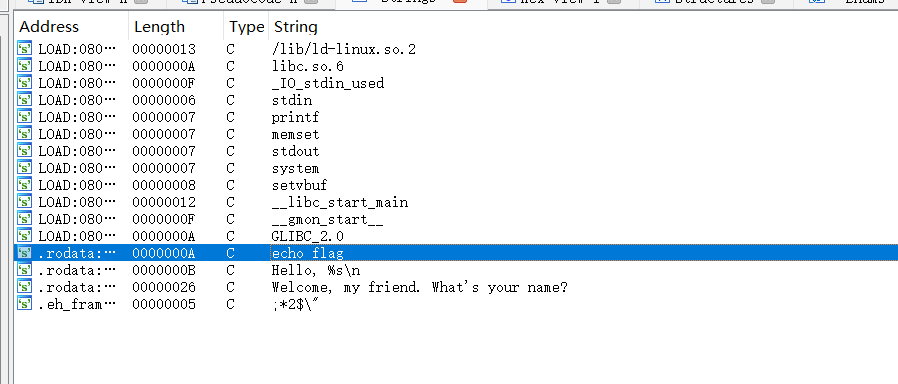 Address Length Type String
LOAD:080… 00000013 C /lib/ld-linux.so.2
LOAD:080… 0000000A C libc.so.6
LOAD:080… 0000000F C _IO_stdin_used
LOAD:080… 00000006 C stdin
LOAD:080… 00000007 C printf
LOAD:080… 00000007 C memset
LOAD:080… 00000007 C stdout
LOAD:080… 00000007 C system
LOAD:080… 00000008 C setvbuf
LOAD:080… 00000012 C __libc_start_main
LOAD:080… 0000000F C __gmon_start__
LOAD:080… 0000000A C GLIBC_2.0
.rodata:… 0000000A C echo flag
.rodata:… 0000000B C Hello, %s\n
.rodata:… 00000026 C Welcome, my friend. What's your name?
.eh_fram… 00000005 C ;*2$\"